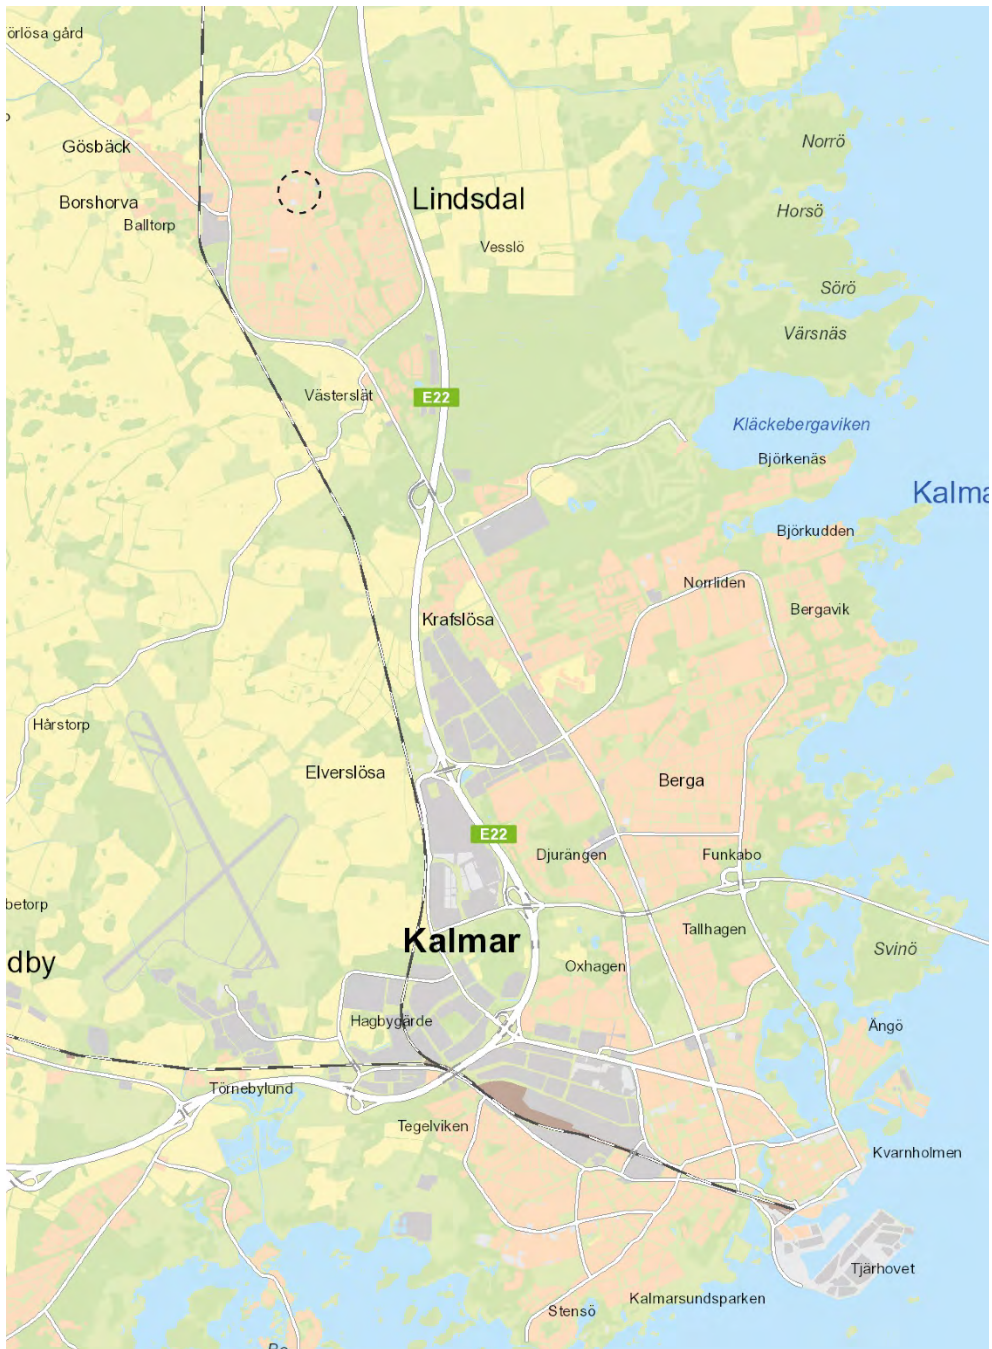 örlösa gård
Norrö
Gösbäck
Lindsdal
Borshorva
Horsö
Balltorp
Vesslö
Sörö
Värsnäs
Västerslät
E22
Kläckebergaviken
Björkenäs
Kalma
Björkudden
Norrliden
Bergavik
Krafslösa
Hårstorp
Elverslösa
Berga
E22
Djurängen
Funkabo
betorp
Kalmar
Tallhagen
Svinö
dby
Oxhagen
Hagbygärde
Ängö
Törnebylund
Tegelviken
Kvarnholmen
Tjärhovet
Kalmarsundsparken
Stensö